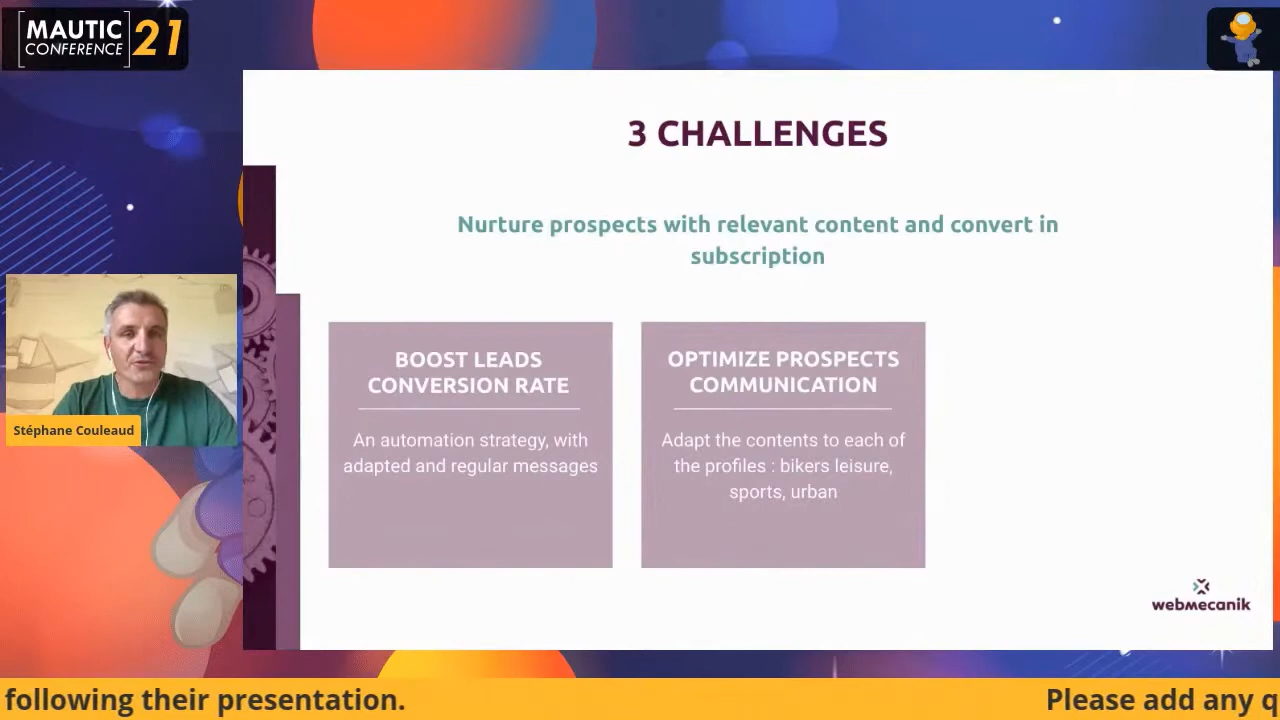 MAUTIC
CONFERENCE
21
3 CHALLENGES
Nurture prospects with relevant content and convert in
subscription
BOOST LEADS
CONVERSION RATE
An automation strategy, with
adapted and regular messages
OPTIMIZE PROSPECTS
COMMUNICATION
Adapt the contents to each of
the profiles : bikers leisure,
sports, urban
Stéphane Couleaud
webmecanik
following their presentation.
Please add any q